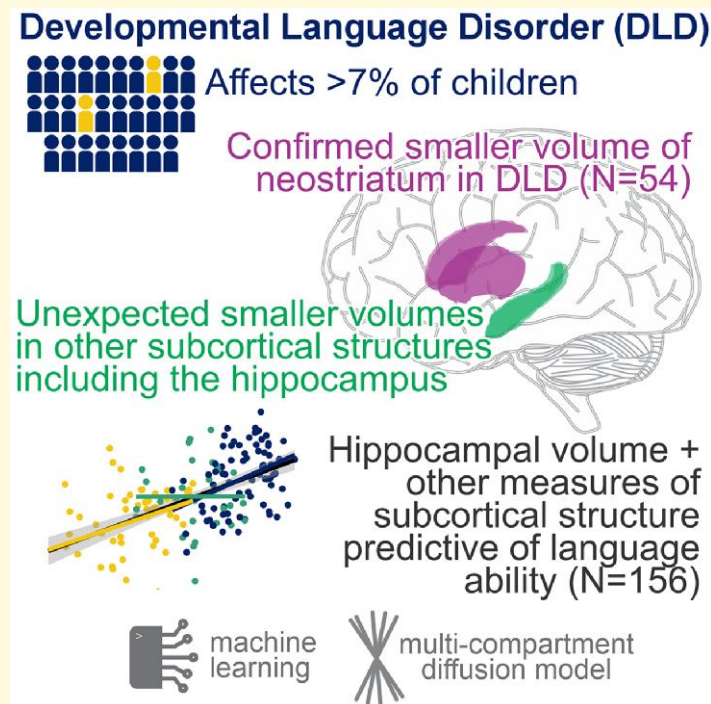 Developmental Language Disorder (DLD)
Affects >7% of children
Confirmed smaller volume of
neostriatum in DLD (N=54)
Unexpected smaller volumes
in other subcortical structures
including the hippocampus
Hippocampal volume +
other measures of
subcortical structure
predictive of language
ability (N=156)
>
machine
learning
multi-compartment
diffusion model